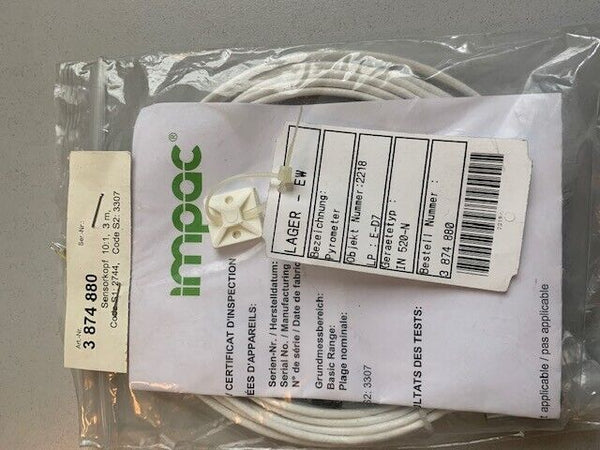 Art.-Nr.
Ser.-Nr.:
3 874 880
Sensorkopf 10:1, 3 m,
Code S1: 2744, Code S2: 3307
impac®
/ CERTIFICAT D'INSPECTION
ÉES D'APPAREILS:
Serien-Nr. / Herstelldatum:
Serial No. / Manufacturing
N° de série / Date de fabric
Grundmessbereich:
Basic Range:
Plage nominale:
S2: 3307
ULTATS DES TESTS:
t applicable / pas applicable
t applicable
LAGER - EW
Bezeichnung:
Pyrometer
Objekt Nummer:2218
LP : E-D7
Geraetetyp :
IN 520-N
Bestell Nummer :
3 874 880